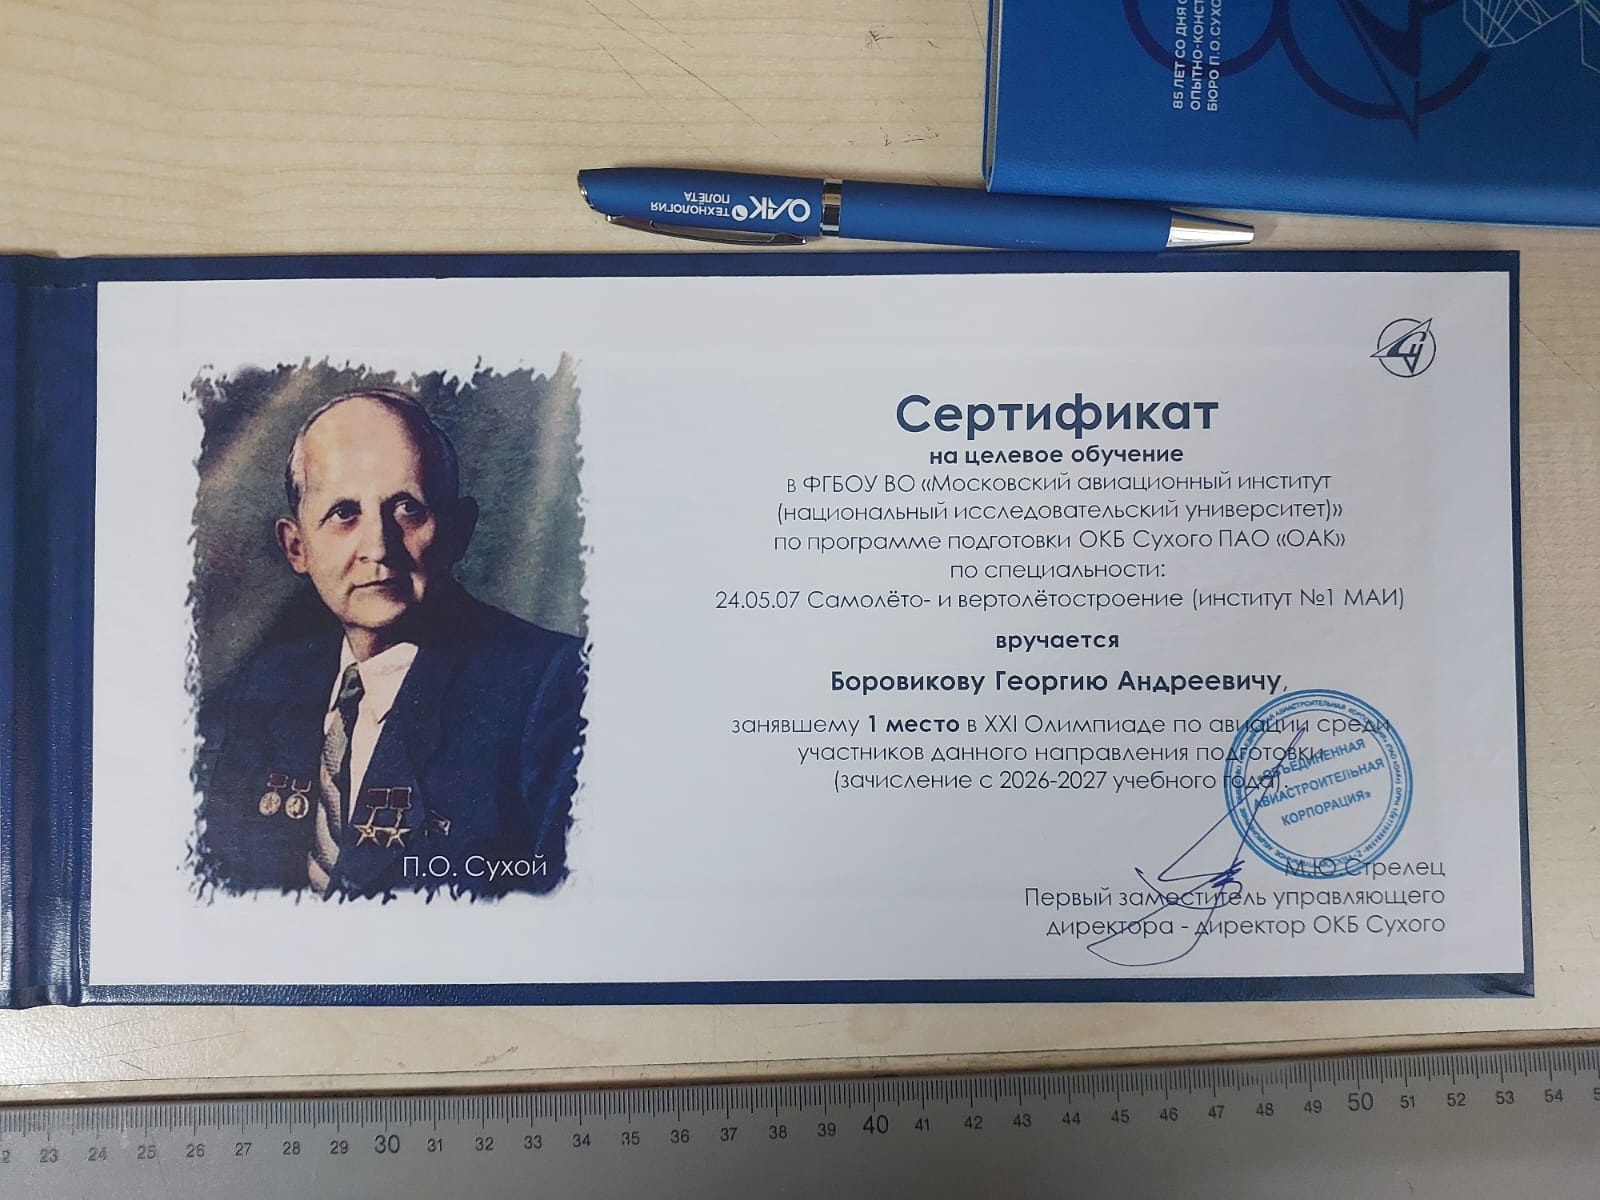 85 ЛЕТ СО ДНЯ
ОПЫТНО-КОНСТ
БЮРО П.О.СУХО
ОАК ТЕХНОЛОГИЯ
ПОЛЁТА
Сертификат
на целевое обучение
в ФГБОУ ВО «Московский авиационный институт
(национальный исследовательский университет)»
по программе подготовки ОКБ Сухого ПАО «ОАК»
по специальности:
24.05.07 Самолёто- и вертолётостроение (институт №1 МАИ)
вручается
Боровикову Георгию Андреевичу,
занявшему 1 место в XXI Олимпиаде по авиации среди
участников данного направления подготовки
(зачисление с 2026-2027 учебного года).
«ОБЪЕДИНЕННАЯ
АВИАСТРОИТЕЛЬНАЯ
КОРПОРАЦИЯ»
П.О. Сухой
М.Ю. Стрелец
Первый заместитель управляющего
директора - директор ОКБ Сухого
23 24 25 26 27 28 29 30 31 32 33 34 35 36 37 38 39 40 41 42 43 44 45 46 47 48 49 50 51 52 53 54